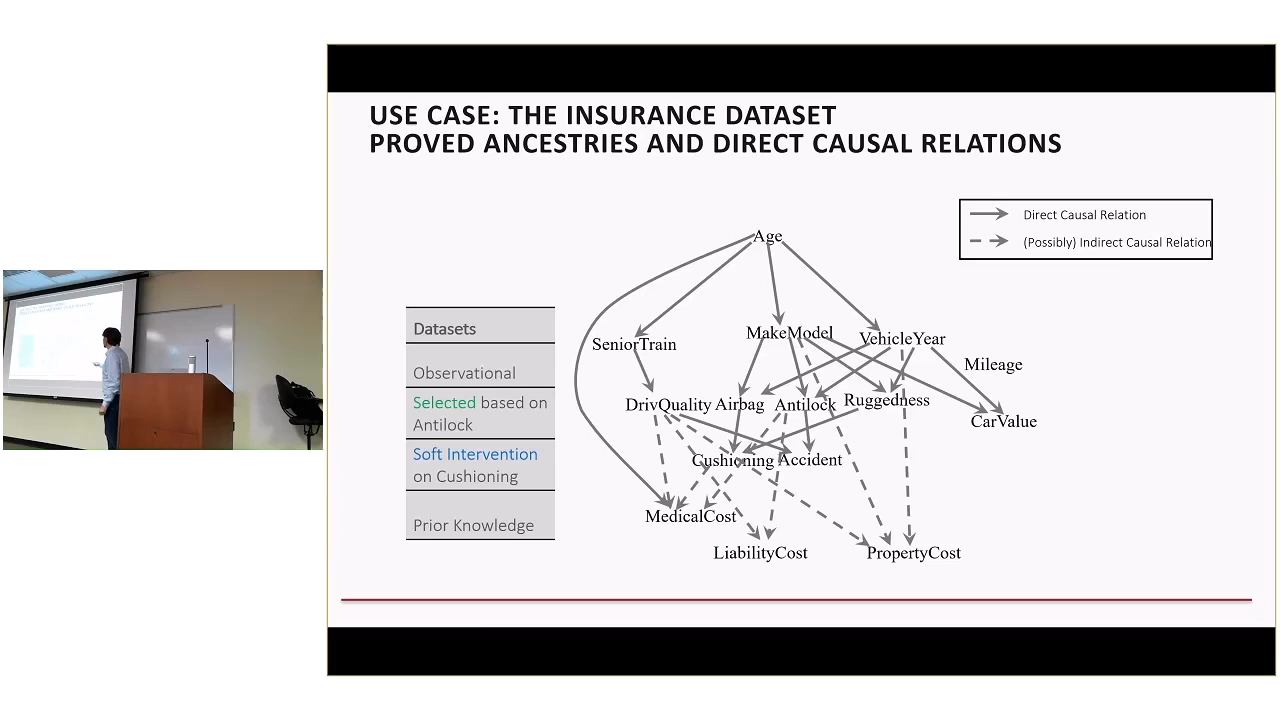 USE CASE: THE INSURANCE DATASET
PROVED ANCESTRIES AND DIRECT CAUSAL RELATIONS
Direct Causal Relation
(Possibly) Indirect Causal Relation
Age
SeniorTrain
MakeModel
VehicleYear
Mileage
DrivQuality
Airbag
Antilock
Ruggedness
CarValue
Cushioning
Accident
MedicalCost
LiabilityCost
PropertyCost
Datasets
Observational
Selected based on
Antilock
Soft Intervention
on Cushioning
Prior Knowledge